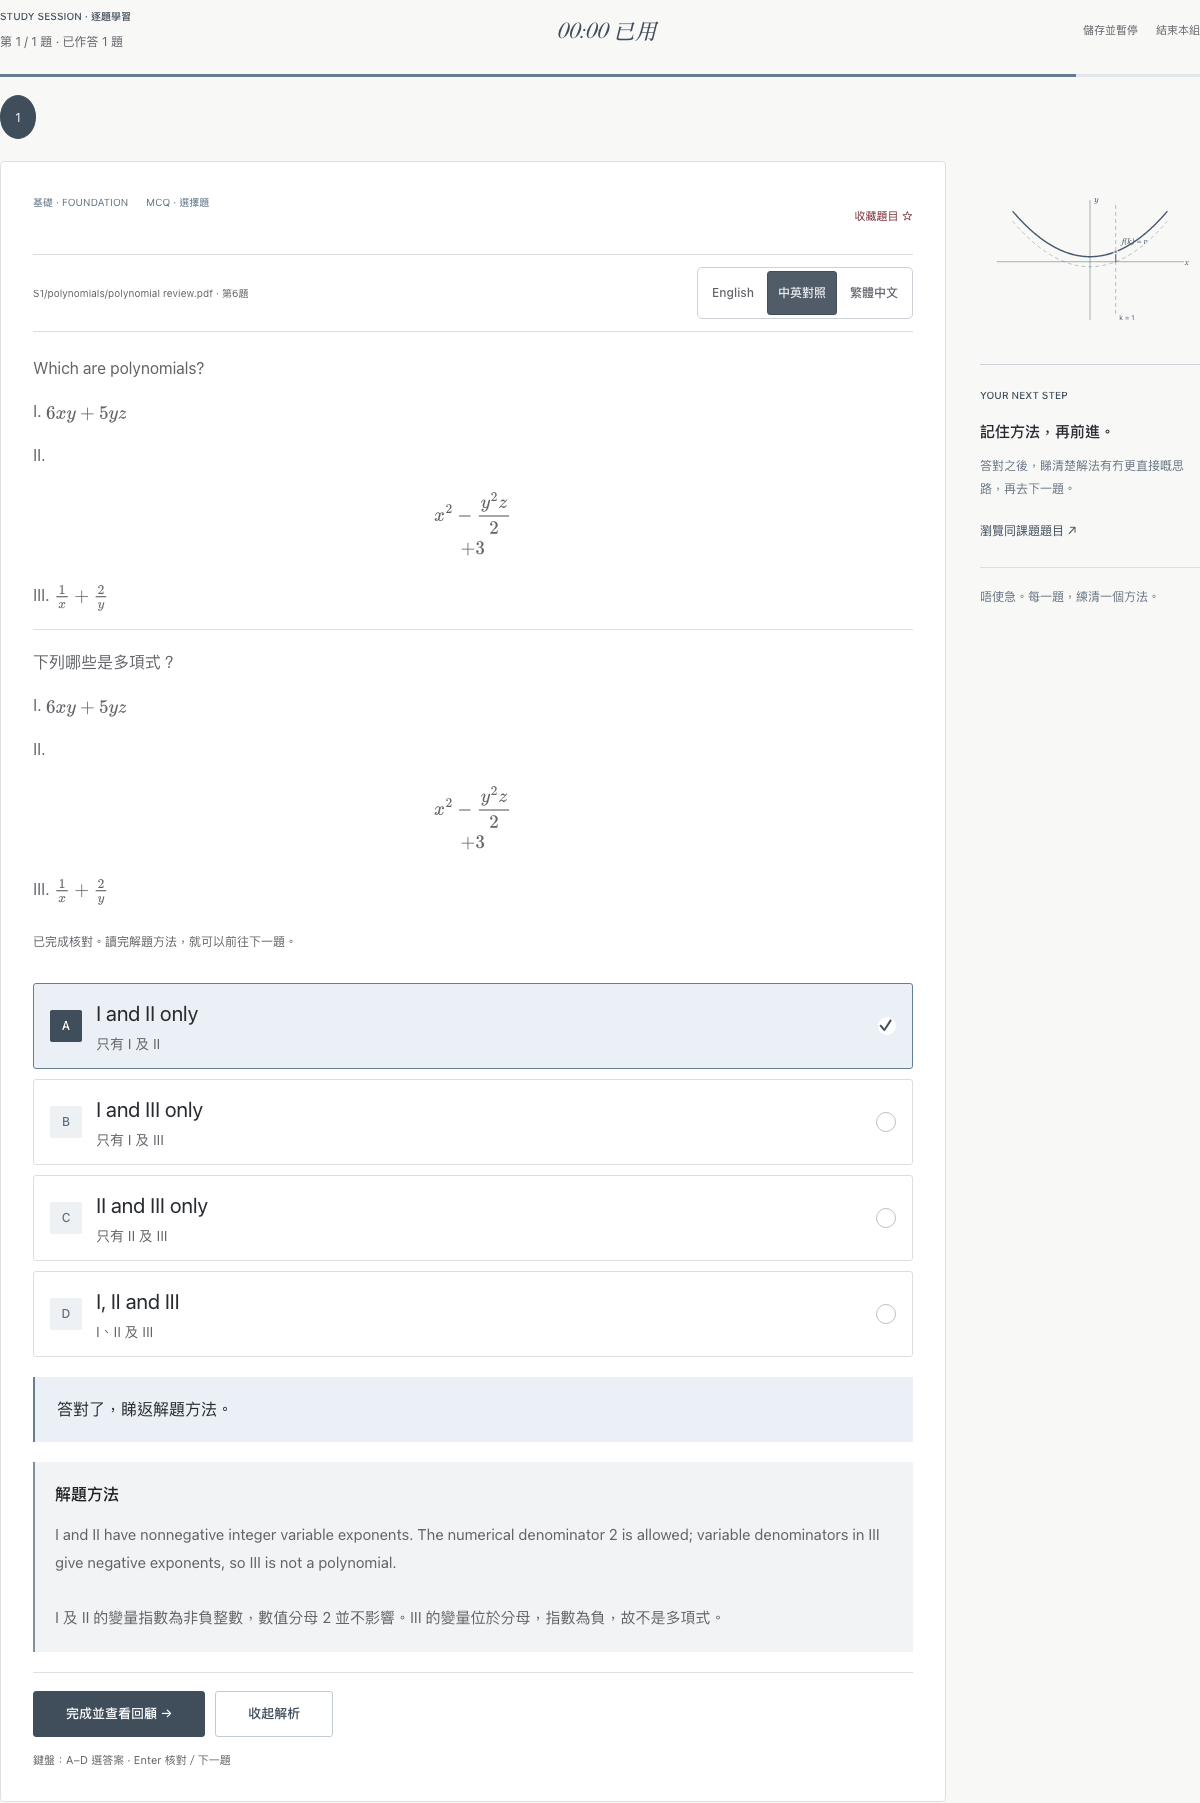 STUDY SESSION · 逐題學習
第 1 / 1 題 · 已作答 1 題
00:00 已用
儲存並暫停
結束本組
1
基礎 · FOUNDATION
MCQ · 選擇題
收藏題目 ☆
S1/polynomials/polynomial review.pdf · 第6題
English
中英對照
繁體中文
Which are polynomials?
I. 6xy + 5yz
II.
x² − y²z/2
+3
III. 1/x + 2/y
下列哪些是多項式？
I. 6xy + 5yz
II.
x² − y²z/2
+3
III. 1/x + 2/y
已完成核對。讀完解題方法，就可以前往下一題。
A
I and II only
只有 I 及 II
B
I and III only
只有 I 及 III
C
II and III only
只有 II 及 III
D
I, II and III
I、II 及 III
答對了，睇返解題方法。
解題方法
I and II have nonnegative integer variable exponents. The numerical denominator 2 is allowed; variable denominators in III
give negative exponents, so III is not a polynomial.
I 及 II 的變量指數為非負整數，數值分母 2 並不影響。III 的變量位於分母，指數為負，故不是多項式。
完成並查看回顧 →
收起解析
鍵盤：A–D 選答案 · Enter 核對 / 下一題
y
f(k) = r
x
k = 1
YOUR NEXT STEP
記住方法，再前進。
答對之後，睇清楚解法有冇更直接嘅思
路，再去下一題。
瀏覽同課題題目 ↗
唔使急。每一題，練清一個方法。